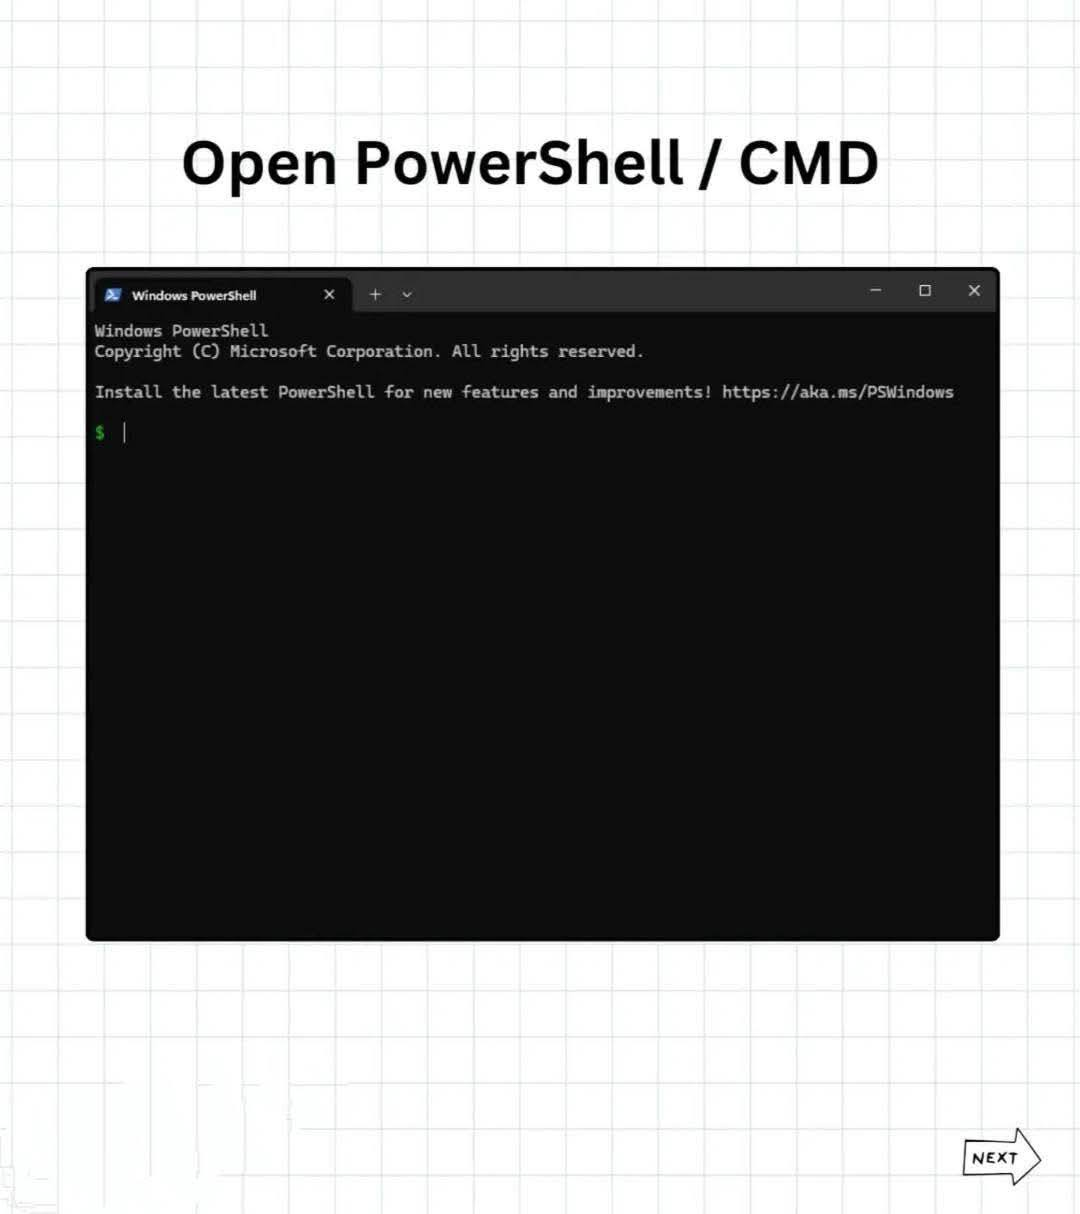 Open PowerShell / CMD
Windows PowerShell
Windows PowerShell
Copyright (C) Microsoft Corporation. All rights reserved.
Install the latest PowerShell for new features and improvements! https://aka.ms/PSWindows
$
NEXT